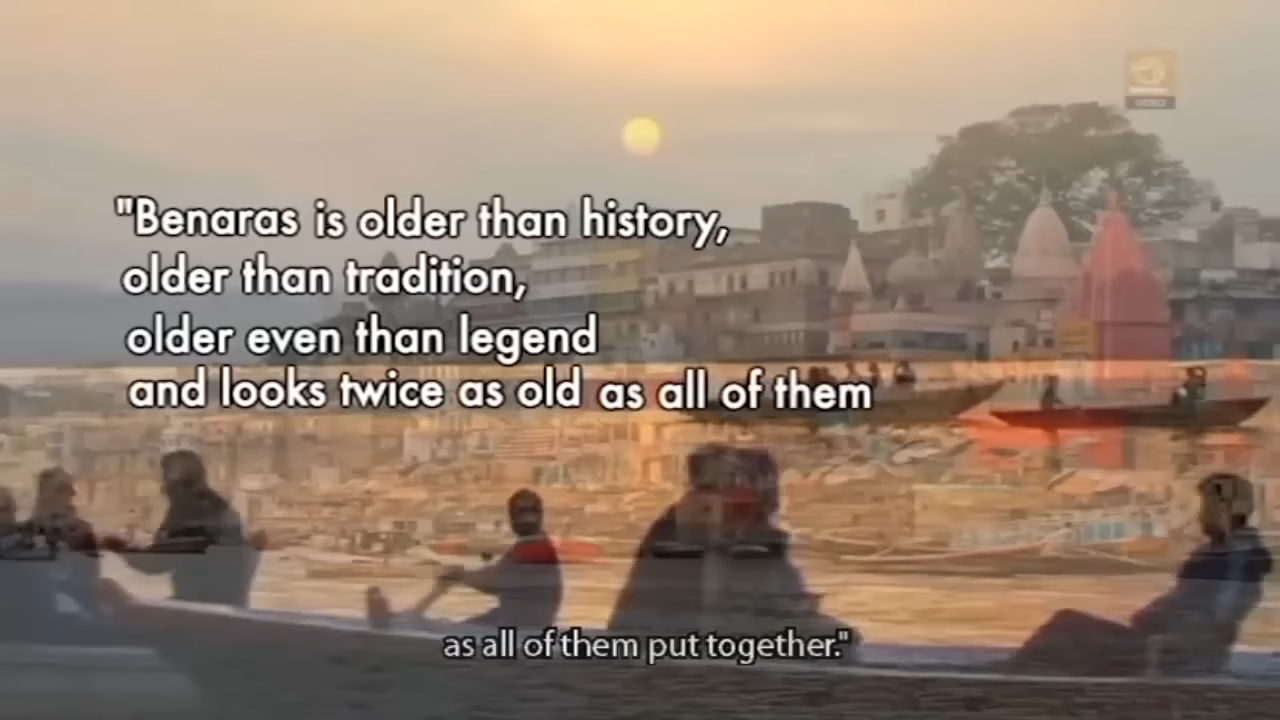 "Benaras is older than history,
older than tradition,
older even than legend
and looks twice as old as all of them
as all of them put together."
VIDEO